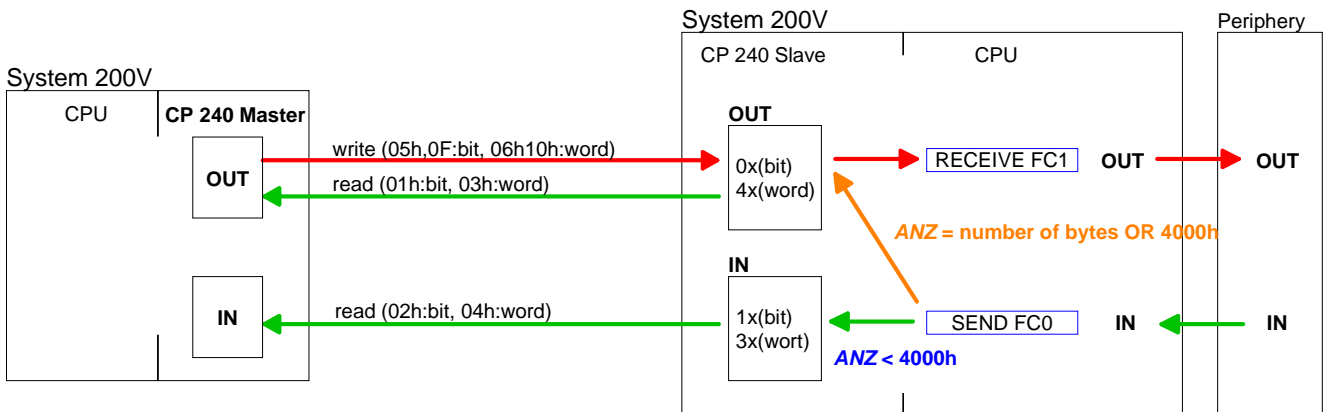 System 200V
Periphery
CP 240 Slave
CPU
System 200V
CPU
CP 240 Master
OUT
write (05h,0F:bit, 06h10h:word)
OUT
read (01h:bit, 03h:word)
0x(bit)
4x(word)
RECEIVE FC1
OUT
OUT
ANZ = number of bytes OR 4000h
IN
IN
read (02h:bit, 04h:word)
1x(bit)
3x(wort)
SEND FC0
IN
IN
ANZ < 4000h